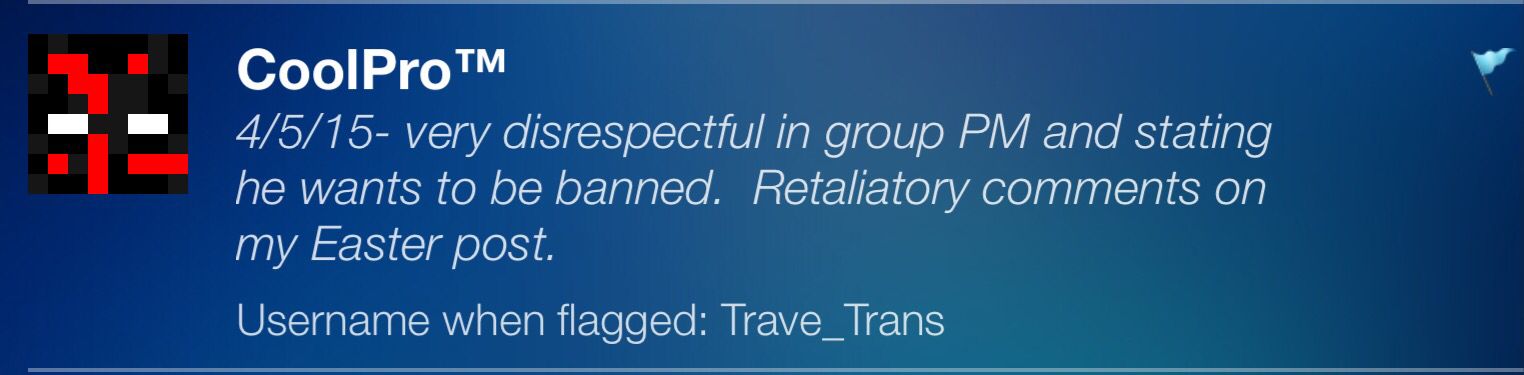 CoolPro™
4/5/15- very disrespectful in group PM and stating
he wants to be banned.  Retaliatory comments on
my Easter post.
Username when flagged: Trave_Trans